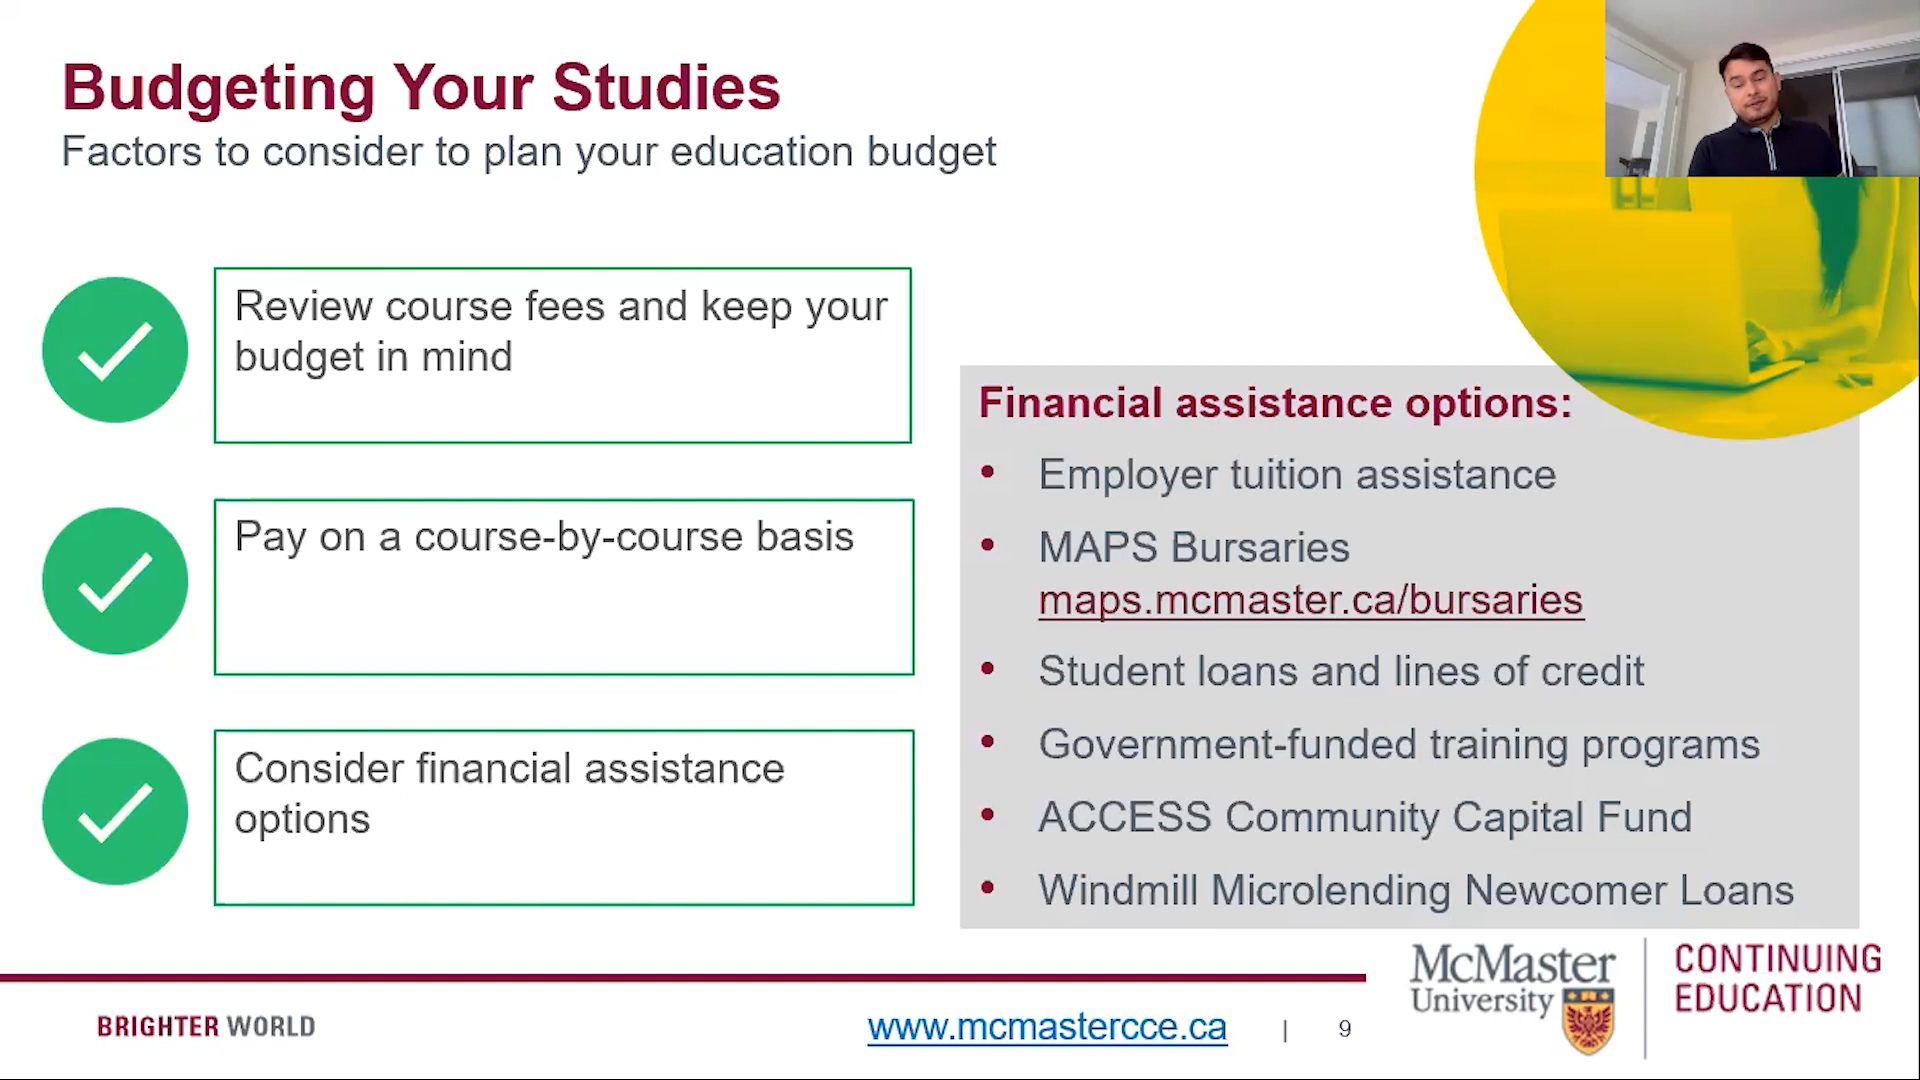 Budgeting Your Studies
Factors to consider to plan your education budget
Review course fees and keep your
budget in mind
Pay on a course-by-course basis
Consider financial assistance
options
Financial assistance options:
• Employer tuition assistance
• MAPS Bursaries
maps.mcmaster.ca/bursaries
• Student loans and lines of credit
• Government-funded training programs
• ACCESS Community Capital Fund
• Windmill Microlending Newcomer Loans
BRIGHTER WORLD
www.mcmastercce.ca | 9
McMaster
University
CONTINUING
EDUCATION